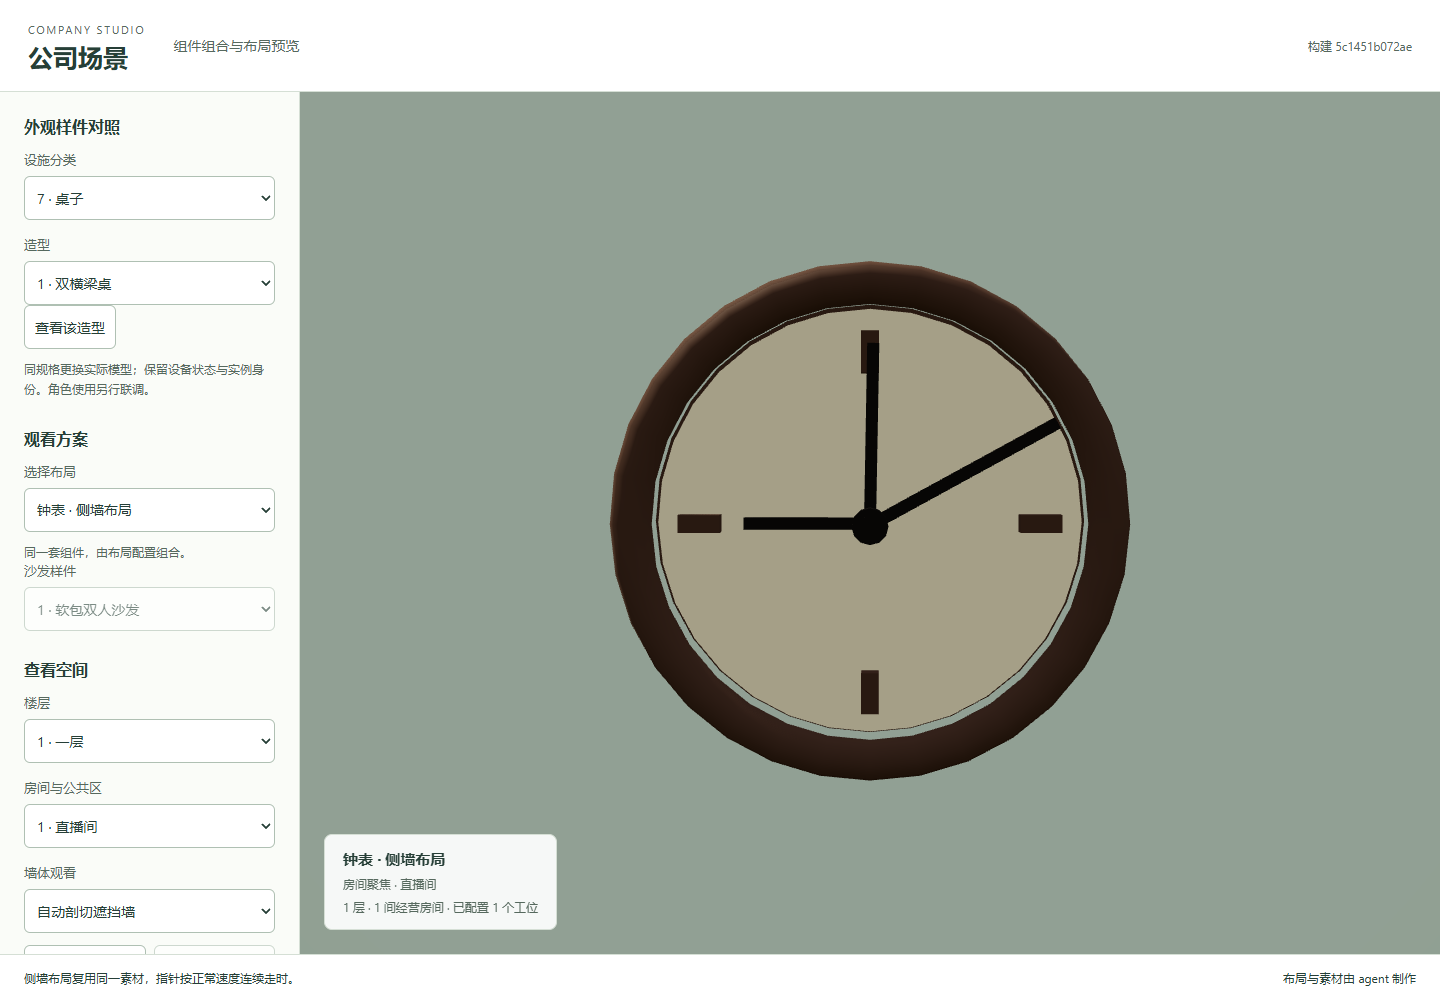 COMPANY STUDIO
公司场景
组件组合与布局预览
构建 5c1451b072ae
外观样件对照
设施分类
7 · 桌子
造型
1 · 双横梁桌
查看该造型
同规格更换实际模型；保留设备状态与实例身
份。角色使用另行联调。
观看方案
选择布局
钟表 · 侧墙布局
同一套组件，由布局配置组合。
沙发样件
1 · 软包双人沙发
查看空间
楼层
1 · 一层
房间与公共区
1 · 直播间
墙体观看
自动剖切遮挡墙
钟表 · 侧墙布局
房间聚焦 · 直播间
1 层 · 1 间经营房间 · 已配置 1 个工位
侧墙布局复用同一素材，指针按正常速度连续走时。
布局与素材由 agent 制作